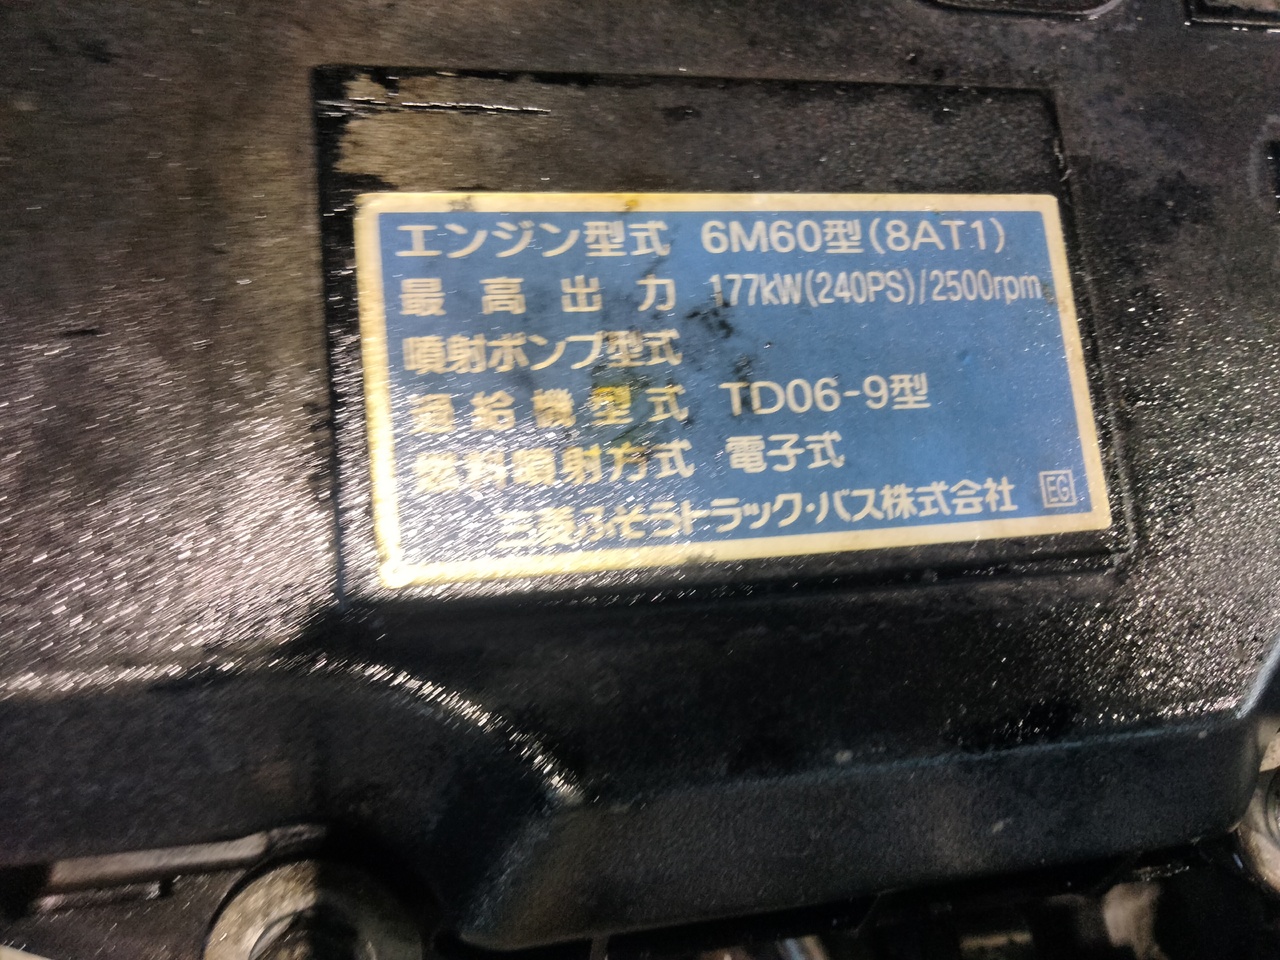 エンジン型式 6M60型(8AT1)
最高出力 177kW(240PS)/2500rpm
噴射ポンプ型式
過給機型式 TD06-9型
燃料噴射方式 電子式
三菱ふそうトラック・バス株式会社 EG